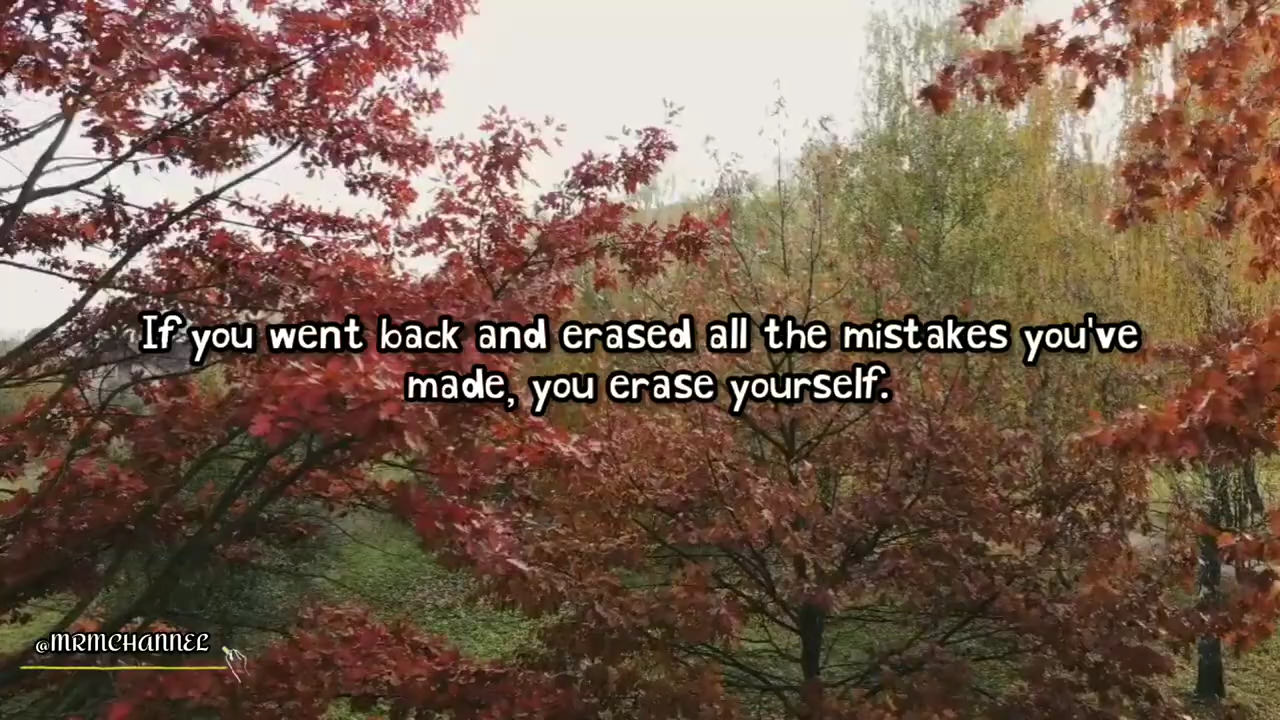 If you went back and erased all the mistakes you've
made, you erase yourself.
@MRMCHANNEL